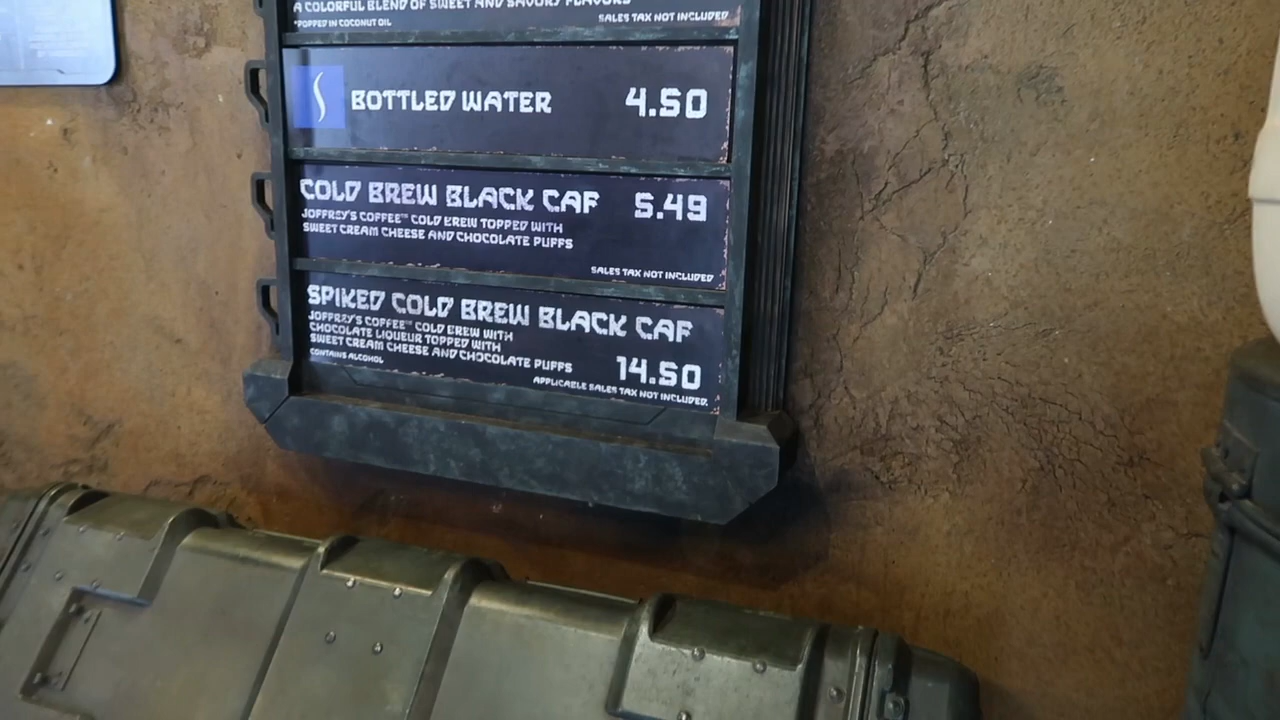 A COLORFUL BLEND OF SWEET AND SAVORY FLAVORS
*POPPED IN COCONUT OIL
SALES TAX NOT INCLUDED
BOTTLED WATER 4.50
COLD BREW BLACK CAF 5.49
JOFFREY'S COFFEE™ COLD BREW TOPPED WITH
SWEET CREAM CHEESE AND CHOCOLATE PUFFS
SALES TAX NOT INCLUDED
SPIKED COLD BREW BLACK CAF
JOFFREY'S COFFEE™ COLD BREW WITH
CHOCOLATE LIQUEUR TOPPED WITH
SWEET CREAM CHEESE AND CHOCOLATE PUFFS
CONTAINS ALCOHOL
14.50
APPLICABLE SALES TAX NOT INCLUDED.